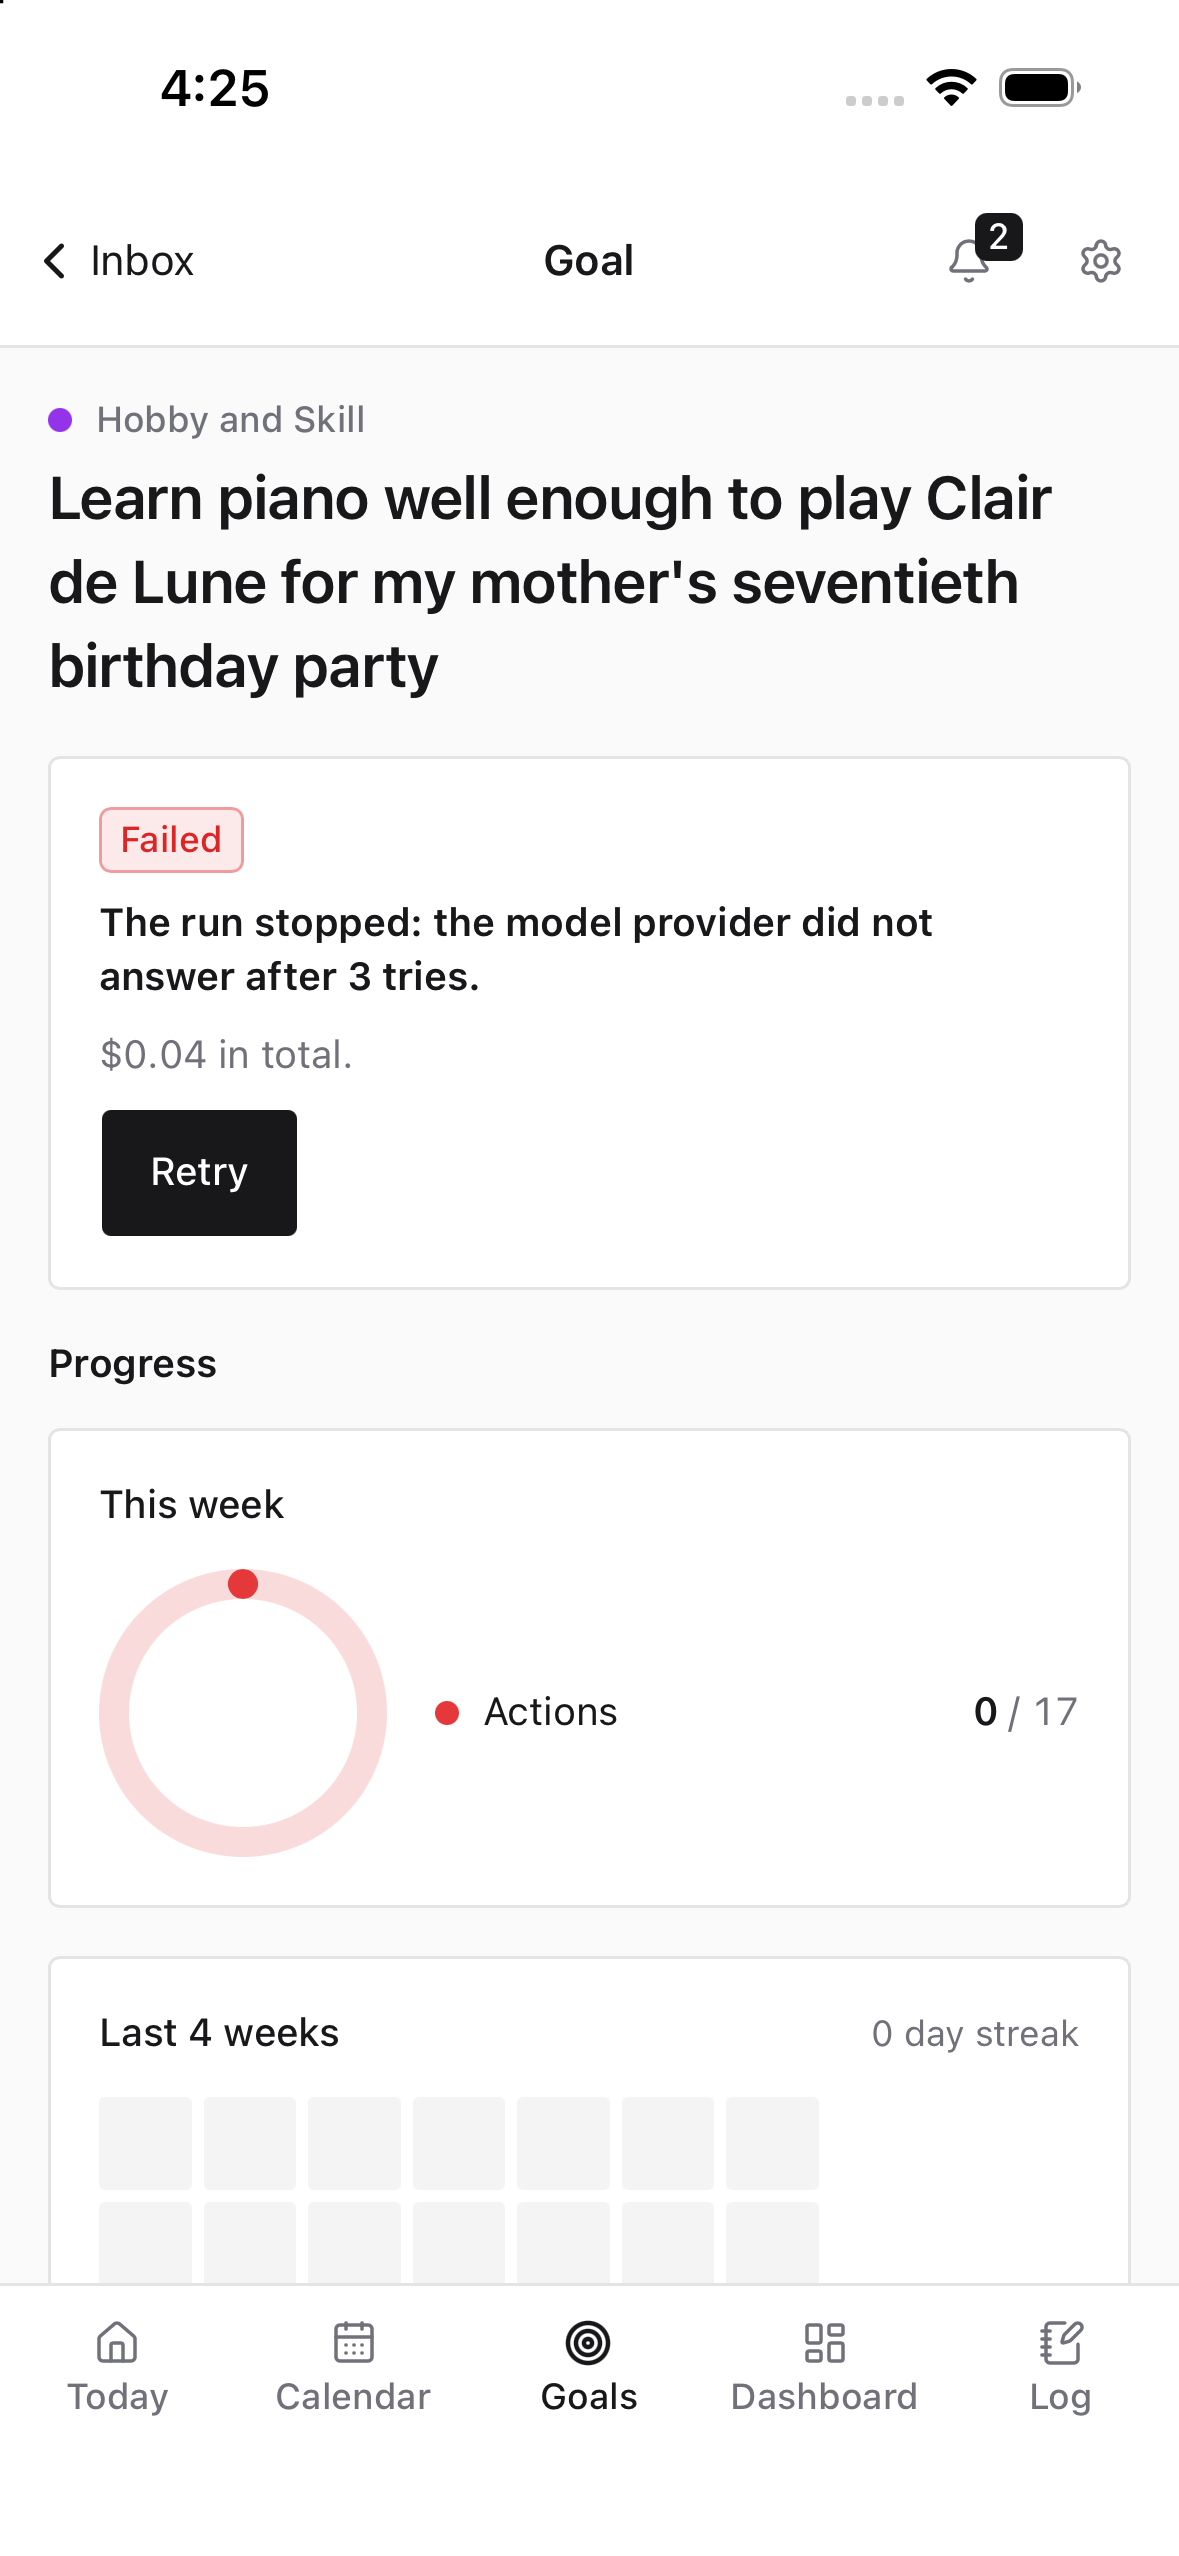 4:25
Inbox
Goal
2
Hobby and Skill
Learn piano well enough to play Clair
de Lune for my mother's seventieth
birthday party
Failed
The run stopped: the model provider did not
answer after 3 tries.
$0.04 in total.
Retry
Progress
This week
Actions
0 / 17
Last 4 weeks
0 day streak
Today
Calendar
Goals
Dashboard
Log